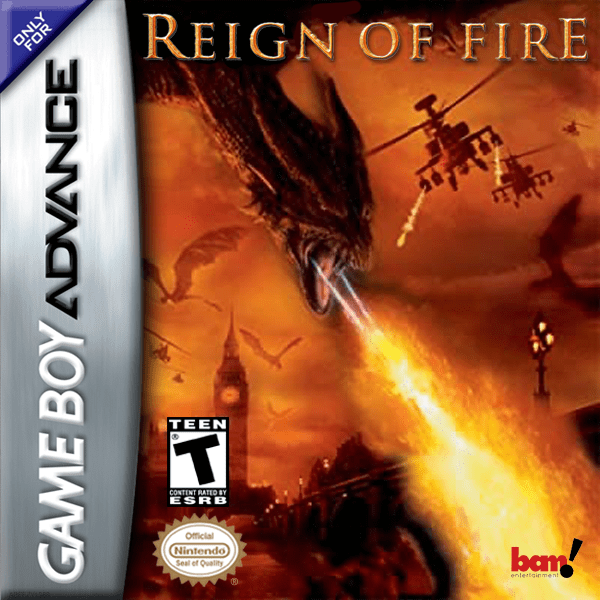 ONLY
FOR
REIGN OF FIRE
GAME BOY ADVANCE
TEEN
®
T
CONTENT RATED BY
ESRB
Official
Nintendo
Seal of Quality
®
bam!
entertainment